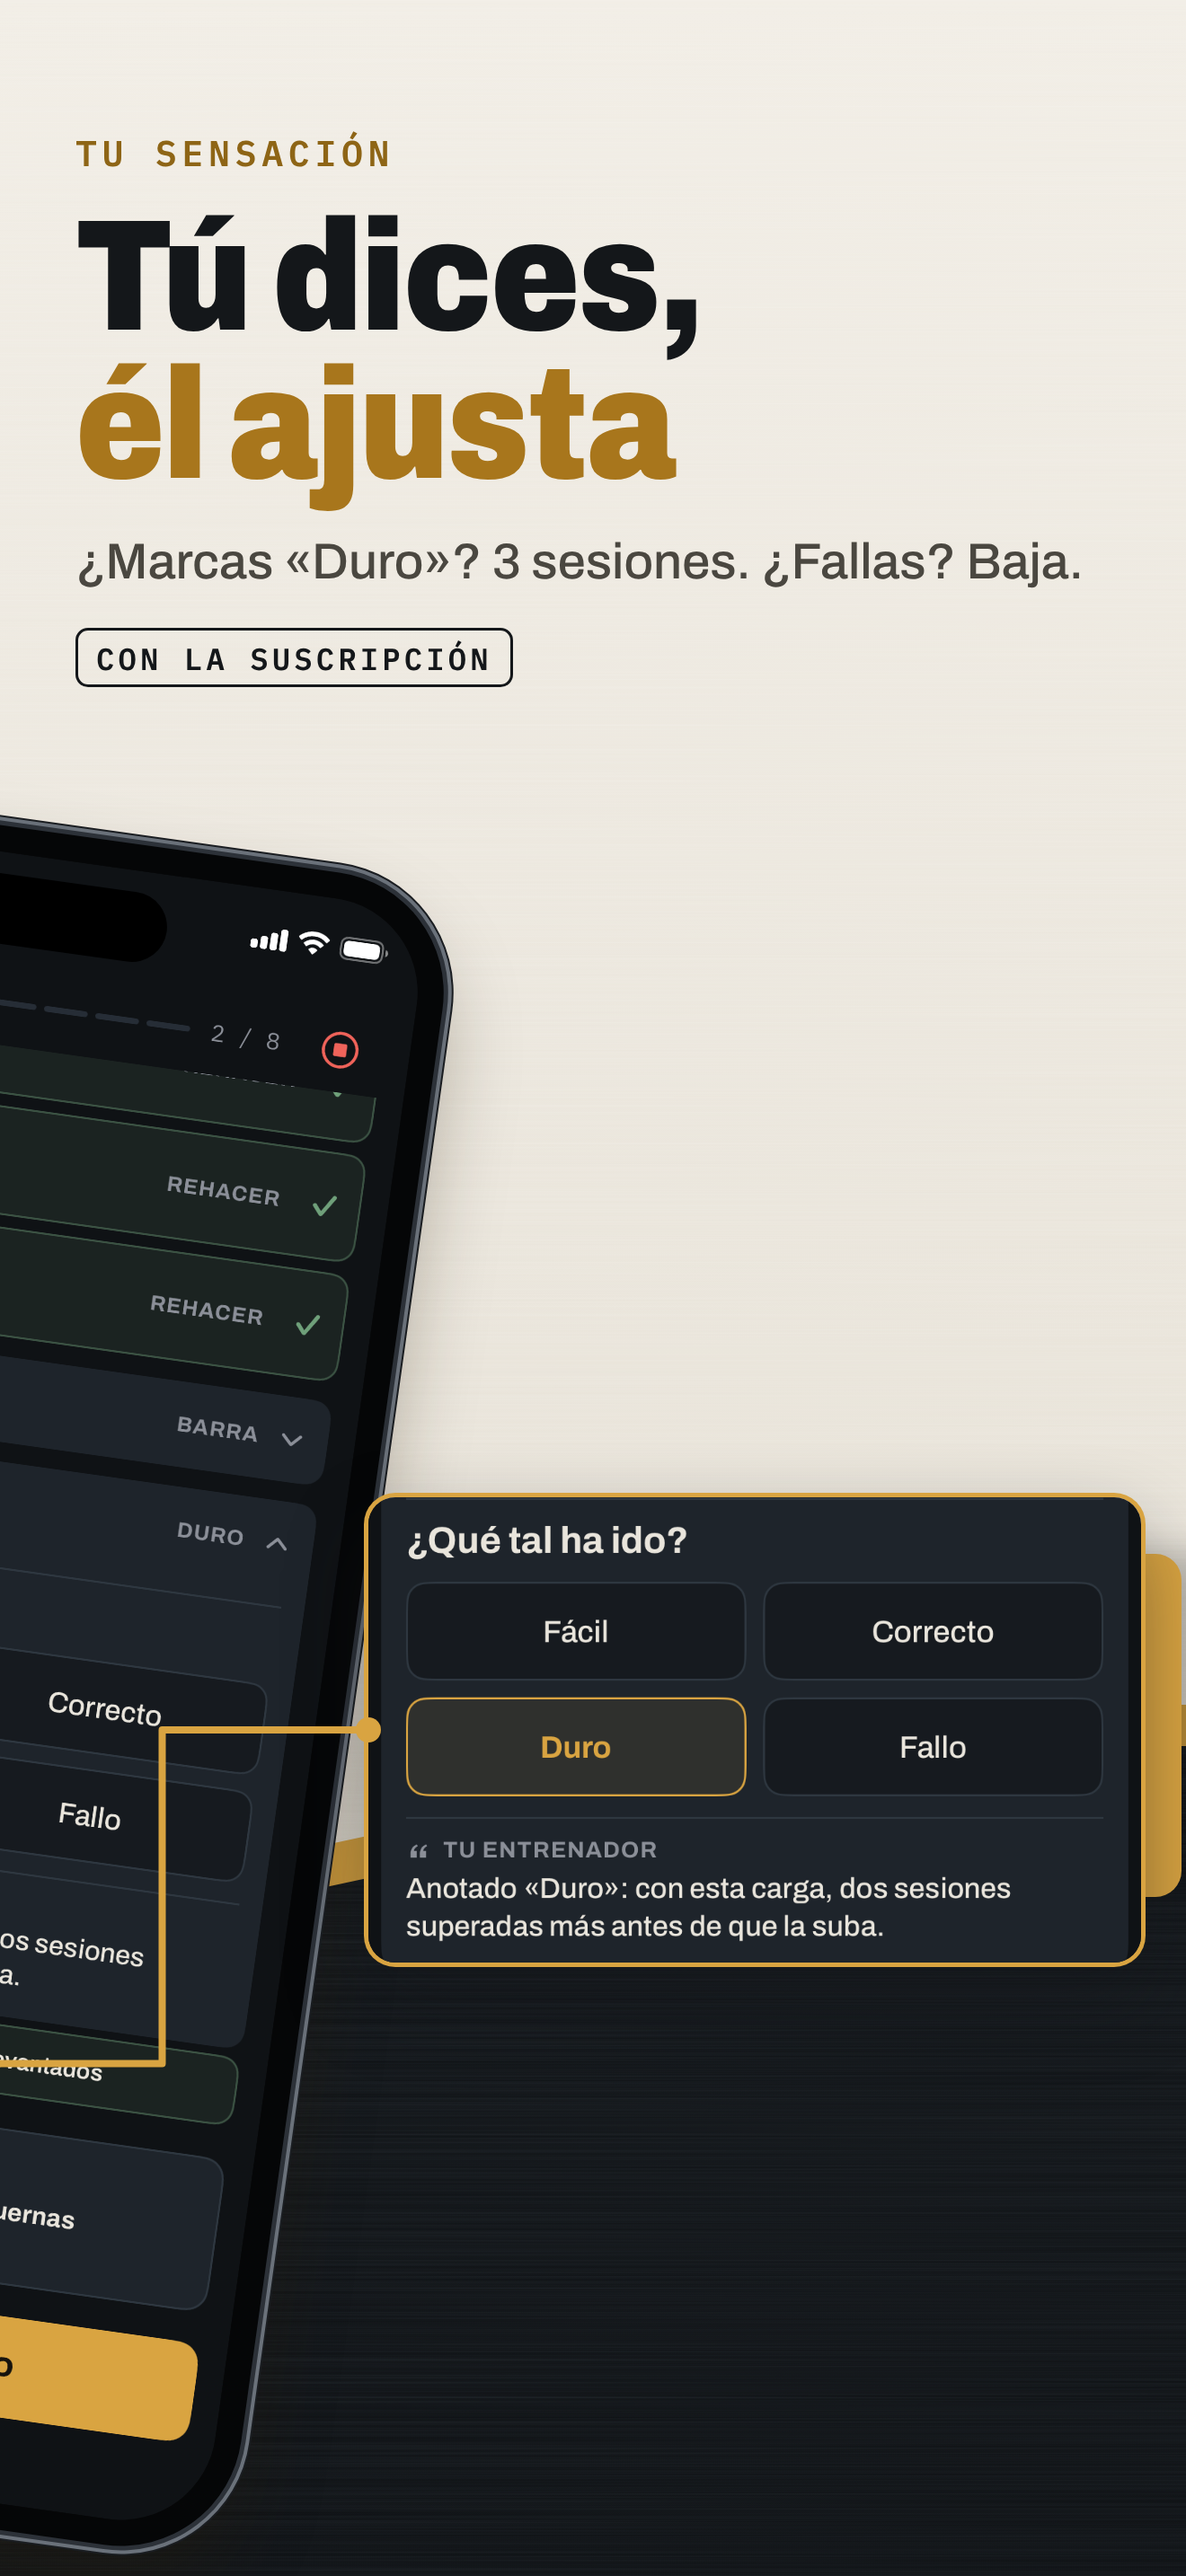 TU SENSACIÓN
Tú dices,
él ajusta
¿Marcas «Duro»? 3 sesiones. ¿Fallas? Baja.
CON LA SUSCRIPCIÓN
2 / 8
REHACER
REHACER
BARRA
DURO
Correcto
Fallo
sesiones
¿Qué tal ha ido?
Fácil Correcto
Duro Fallo
“ TU ENTRENADOR
Anotado «Duro»: con esta carga, dos sesiones
superadas más antes de que la suba.